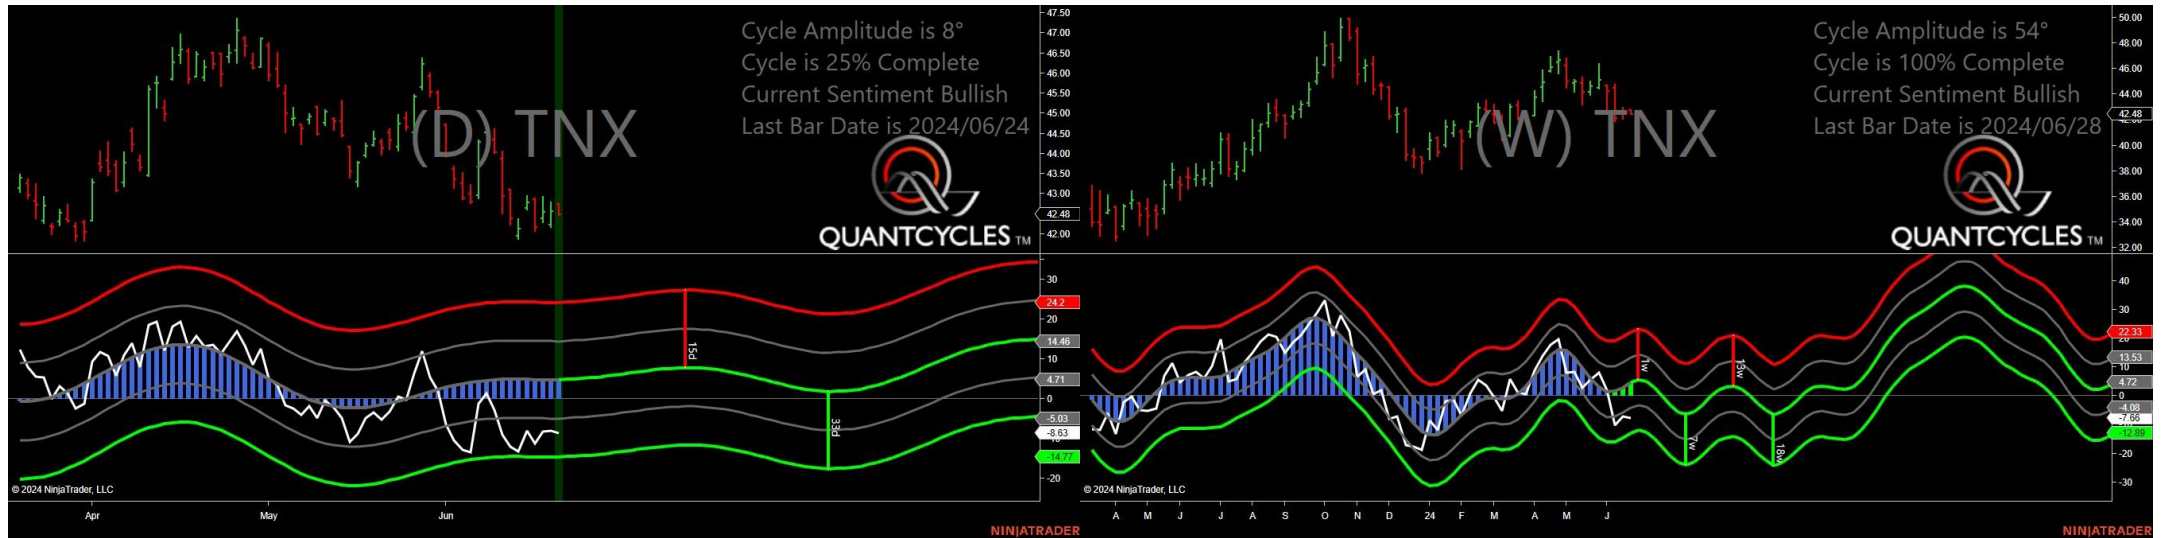 Cycle Amplitude is 8°
Cycle is 25% Complete
Current Sentiment Bullish
Last Bar Date is 2024/06/24
(D) TNX
QUANTCYCLES TM
47.50
47.00
46.50
46.00
45.50
45.00
44.50
44.00
43.50
43.00
42.48
42.00
30
24.2
20
14.46
10
4.71
0
-5.03
-8.63
-14.77
-20
15d
33d
© 2024 NinjaTrader, LLC
Apr
May
Jun
NINJATRADER
Cycle Amplitude is 54°
Cycle is 100% Complete
Current Sentiment Bullish
Last Bar Date is 2024/06/28
(W) TNX
QUANTCYCLES TM
50.00
48.00
46.00
44.00
42.48
40.00
38.00
36.00
34.00
32.00
40
30
22.33
20
13.53
10
4.72
0
-4.08
-7.66
-12.89
-20
-30
1w
13w
7w
18w
© 2024 NinjaTrader, LLC
A M J J A S O N D 24 F M A M J
NINJATRADER